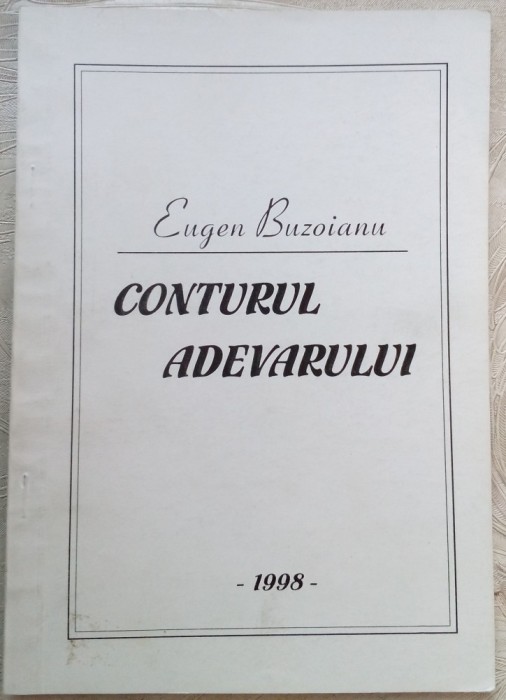 Eugen Buzoianu
CONTURUL
ADEVARULUI
- 1998 -